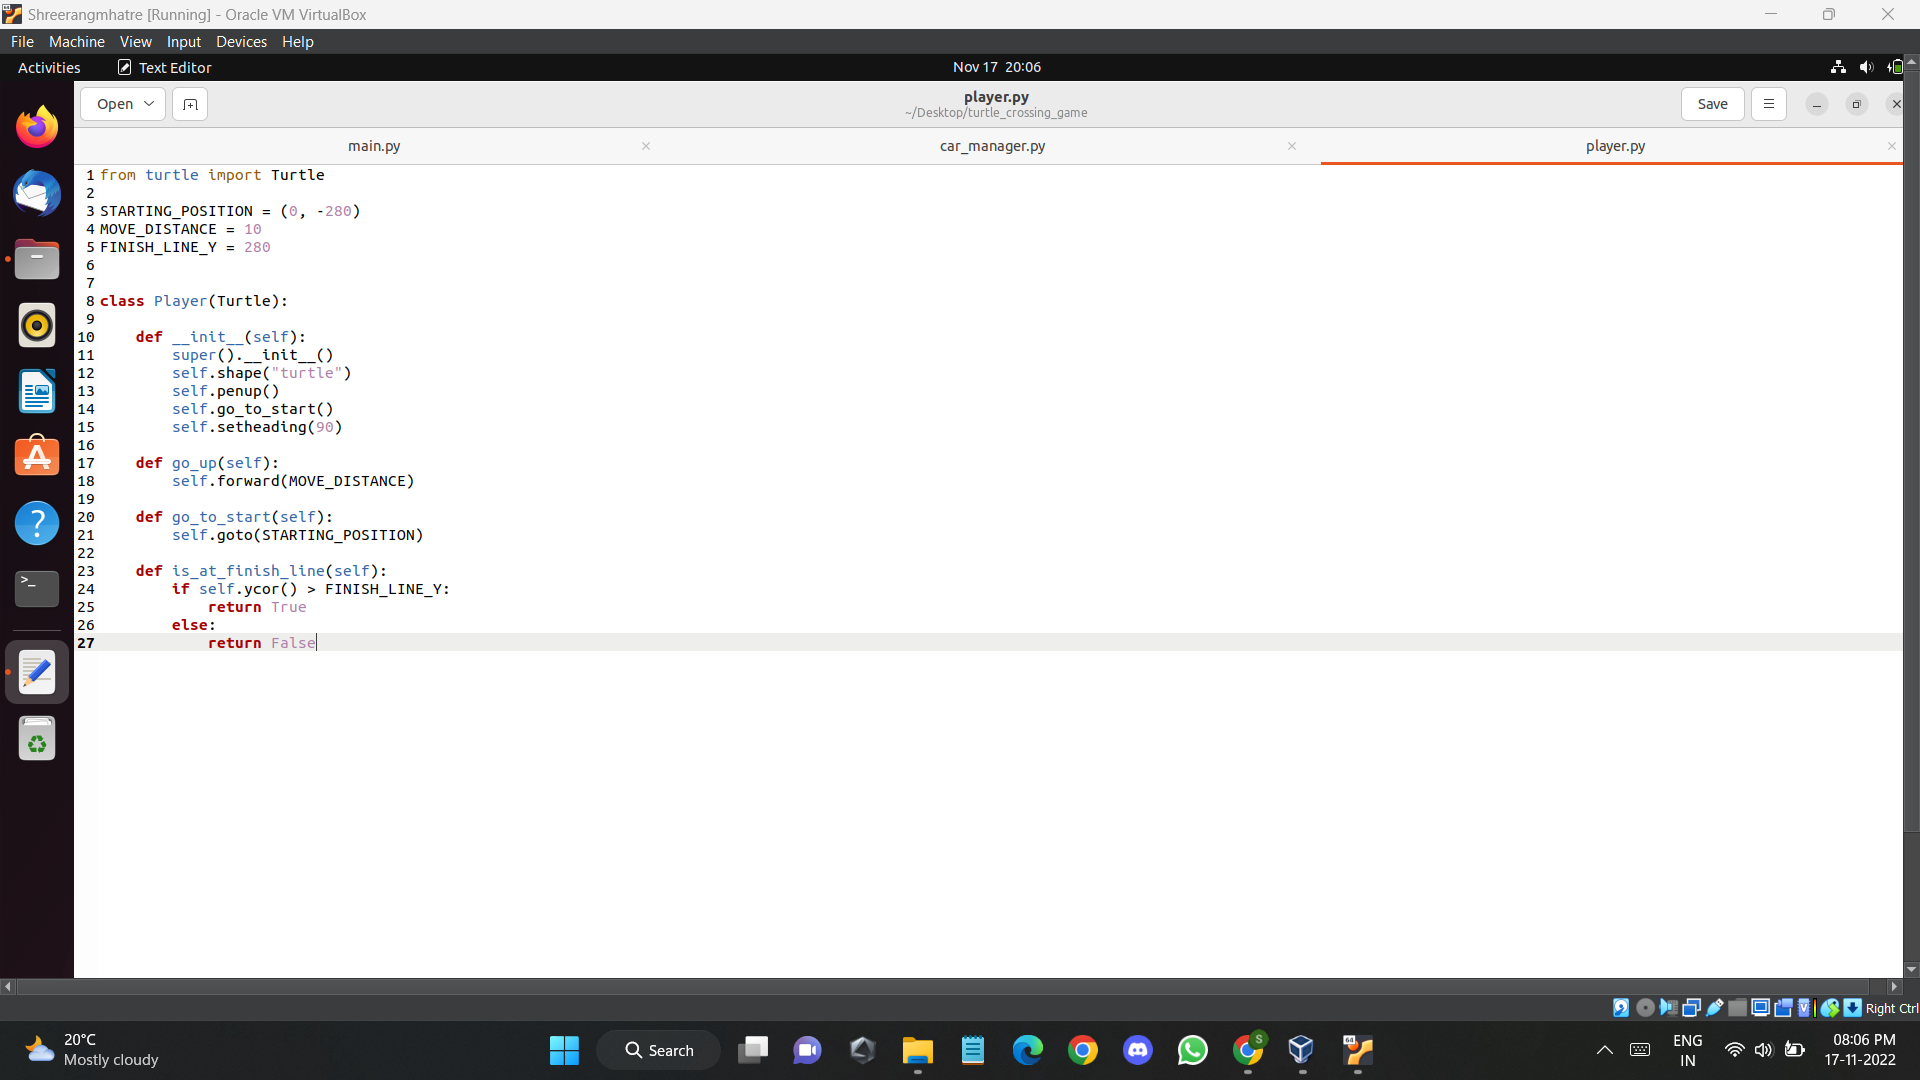 Shreerangmhatre [Running] - Oracle VM VirtualBox
File Machine View Input Devices Help
Activities Text Editor Nov 17 20:06
Open player.py Save
~/Desktop/turtle_crossing_game
main.py car_manager.py player.py
1 from turtle import Turtle
2
3 STARTING_POSITION = (0, -280)
4 MOVE_DISTANCE = 10
5 FINISH_LINE_Y = 280
6
7
8 class Player(Turtle):
9
10     def __init__(self):
11         super().__init__()
12         self.shape("turtle")
13         self.penup()
14         self.go_to_start()
15         self.setheading(90)
16
17     def go_up(self):
18         self.forward(MOVE_DISTANCE)
19
20     def go_to_start(self):
21         self.goto(STARTING_POSITION)
22
23     def is_at_finish_line(self):
24         if self.ycor() > FINISH_LINE_Y:
25             return True
26         else:
27             return False
Right Ctrl
20°C
Mostly cloudy
Search
ENG
IN
08:06 PM
17-11-2022